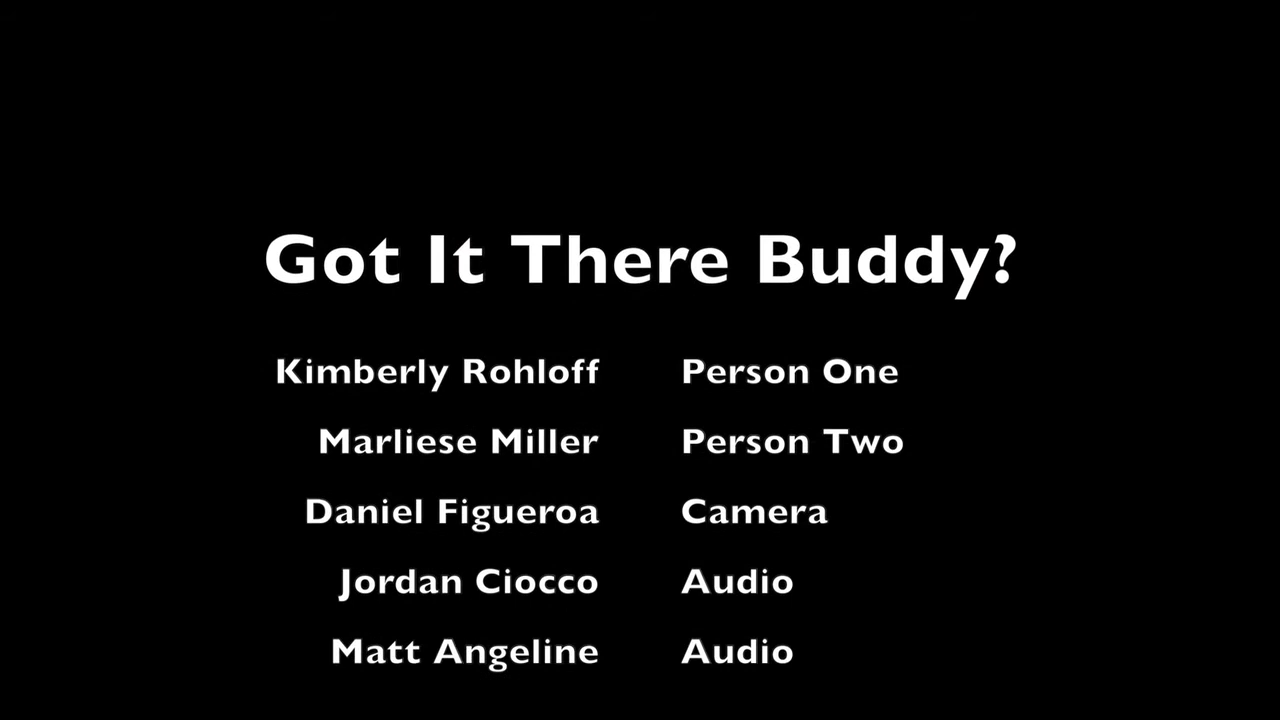 Got It There Buddy?
Kimberly Rohloff Person One
Marliese Miller Person Two
Daniel Figueroa Camera
Jordan Ciocco Audio
Matt Angeline Audio